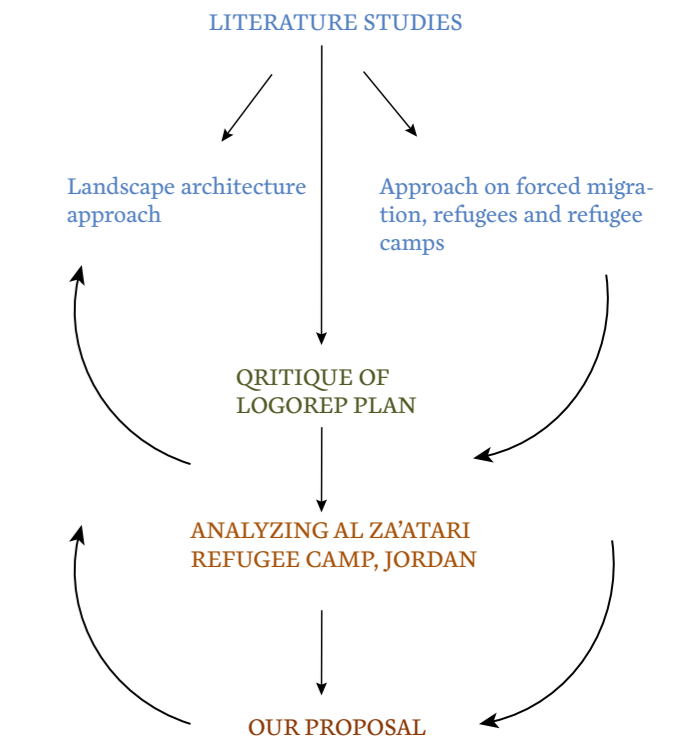 LITERATURE STUDIES
Landscape architecture
approach
Approach on forced migra-
tion, refugees and refugee
camps
QRITIQUE OF
LOGOREP PLAN
ANALYZING AL ZA’ATARI
REFUGEE CAMP, JORDAN
OUR PROPOSAL